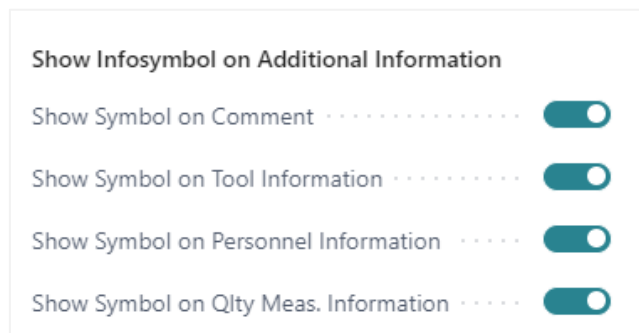 Show Infosymbol on Additional Information
Show Symbol on Comment
Show Symbol on Tool Information
Show Symbol on Personnel Information
Show Symbol on Qlty Meas. Information